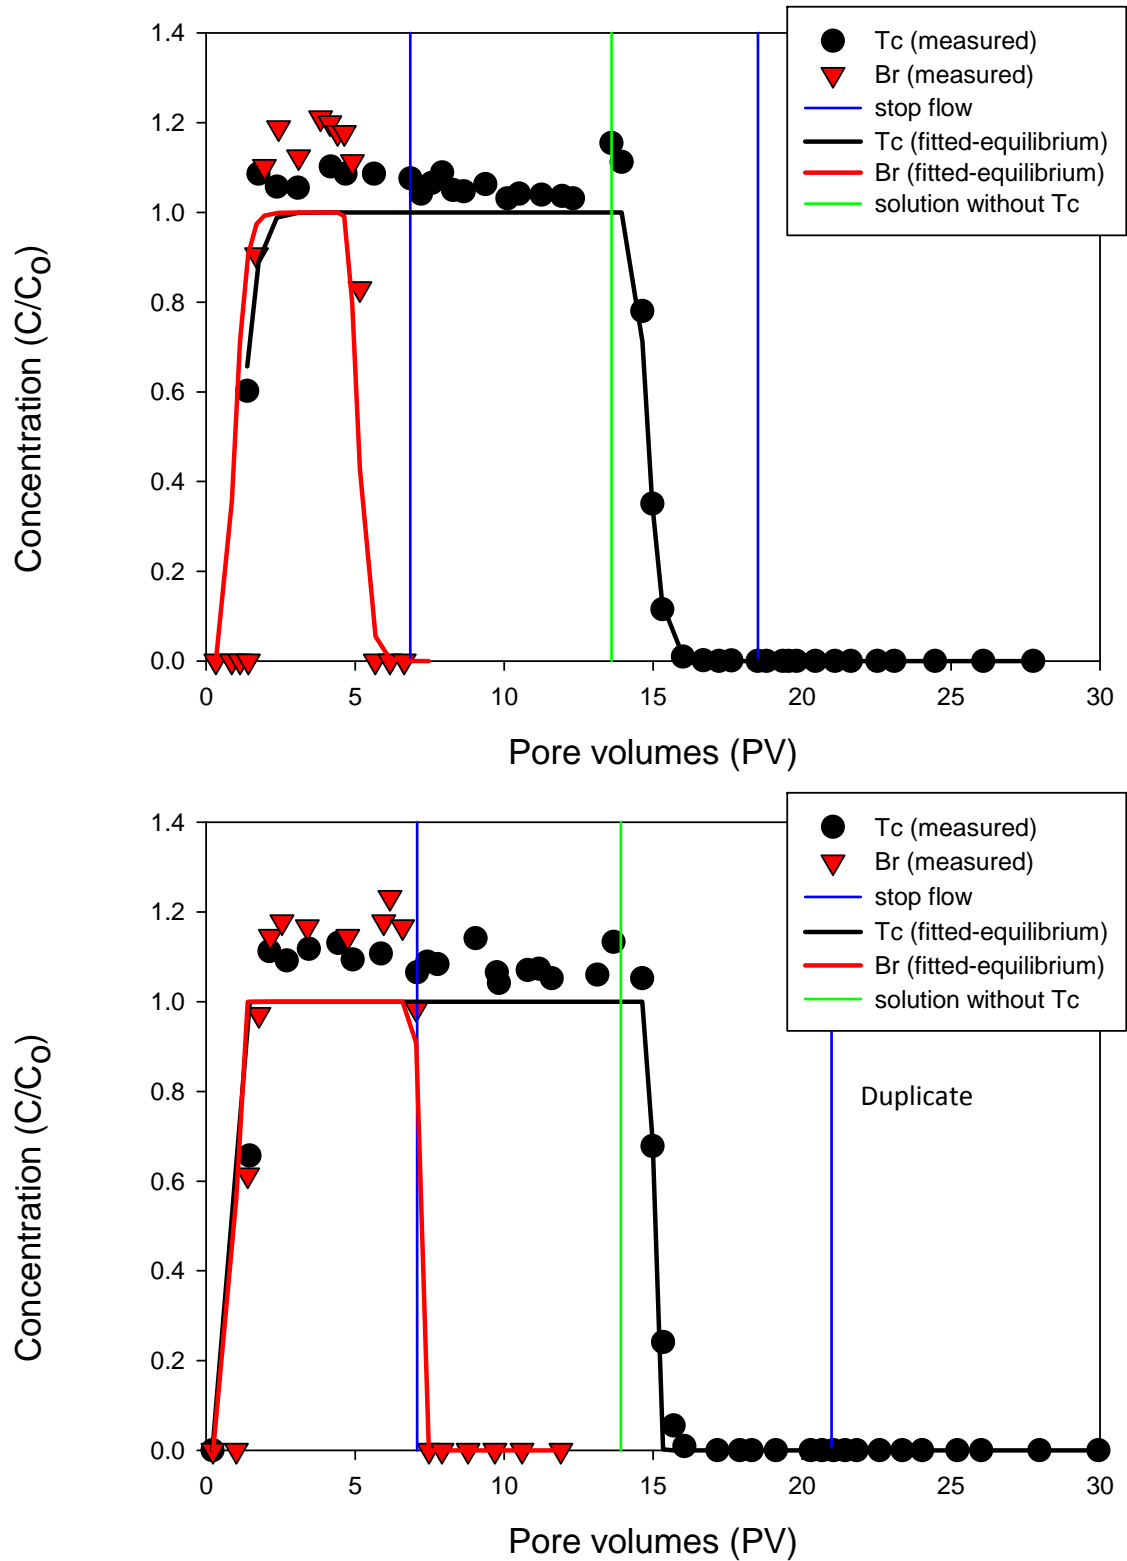 1.4
1.2
1.0
0.8
0.6
0.4
0.2
0.0
Concentration (C/Co)
0 5 10 15 20 25 30
Pore volumes (PV)
Tc (measured)
Br (measured)
stop flow
Tc (fitted-equilibrium)
Br (fitted-equilibrium)
solution without Tc
1.4
1.2
1.0
0.8
0.6
0.4
0.2
0.0
Concentration (C/Co)
0 5 10 15 20 25 30
Pore volumes (PV)
Tc (measured)
Br (measured)
stop flow
Tc (fitted-equilibrium)
Br (fitted-equilibrium)
solution without Tc
Duplicate